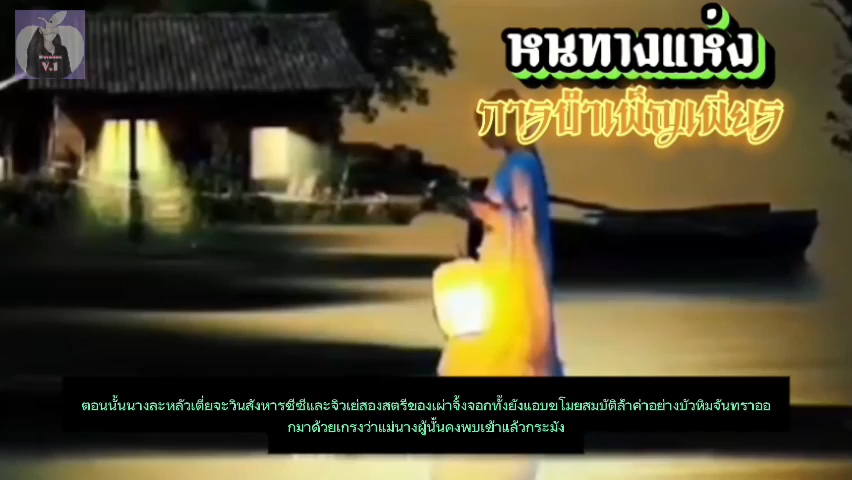 หนทางแห่ง
การบำเพ็ญเพียร
V.1
ตอนนั้นนางละหลัวเตี่ยจะวินสังหารซีซีและจิวเย่สองสตรีของเผ่าจิ้งจอกทั้งยังแอบขโมยสมบัติล้ำค่าอย่างบัวหิมจันทราออ
กมาด้วยเกรงว่าแม่นางผู้นั้นคงพบเข้าแล้วกระมัง